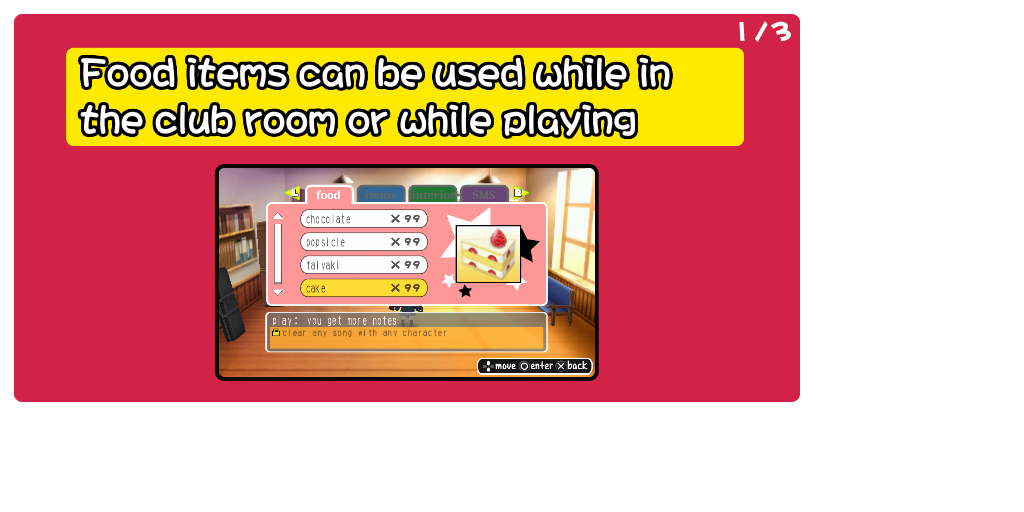 1/3
Food items can be used while in
the club room or while playing
L food items interior SMS
chocolate × 99
popsicle × 99
taiyaki × 99
cake × 99
play: you get more notes
clear any song with any character
move enter back